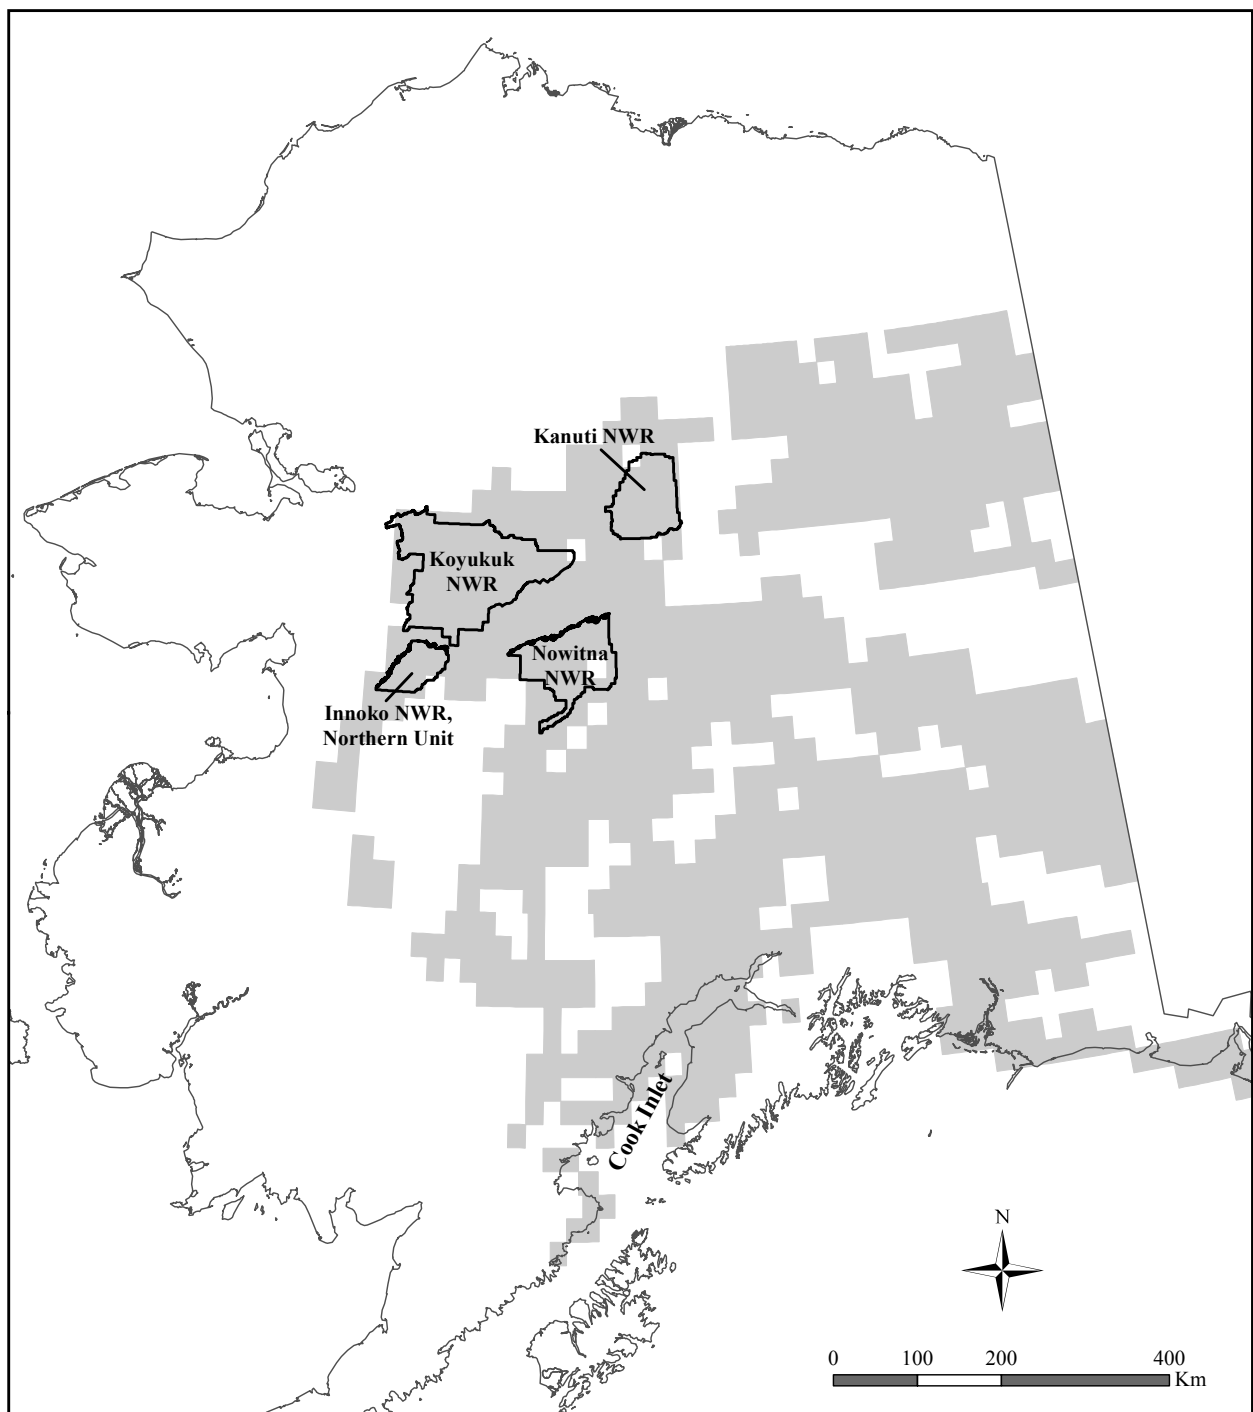 Kanuti NWR
Koyukuk
NWR
Nowitna
NWR
Innoko NWR,
Northern Unit
Cook Inlet
N
0 100 200 400
Km